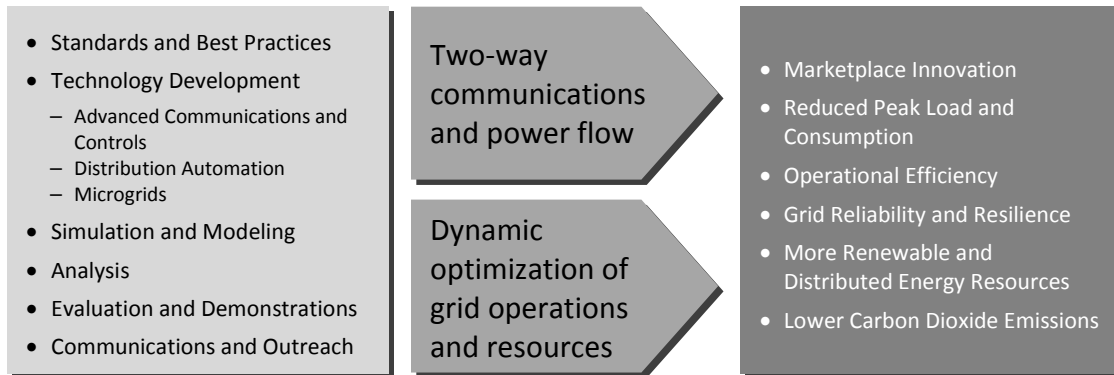 • Standards and Best Practices
• Technology Development
– Advanced Communications and
Controls
– Distribution Automation
– Microgrids
• Simulation and Modeling
• Analysis
• Evaluation and Demonstrations
• Communications and Outreach
Two-way
communications
and power flow
Dynamic
optimization of
grid operations
and resources
• Marketplace Innovation
• Reduced Peak Load and
Consumption
• Operational Efficiency
• Grid Reliability and Resilience
• More Renewable and
Distributed Energy Resources
• Lower Carbon Dioxide Emissions